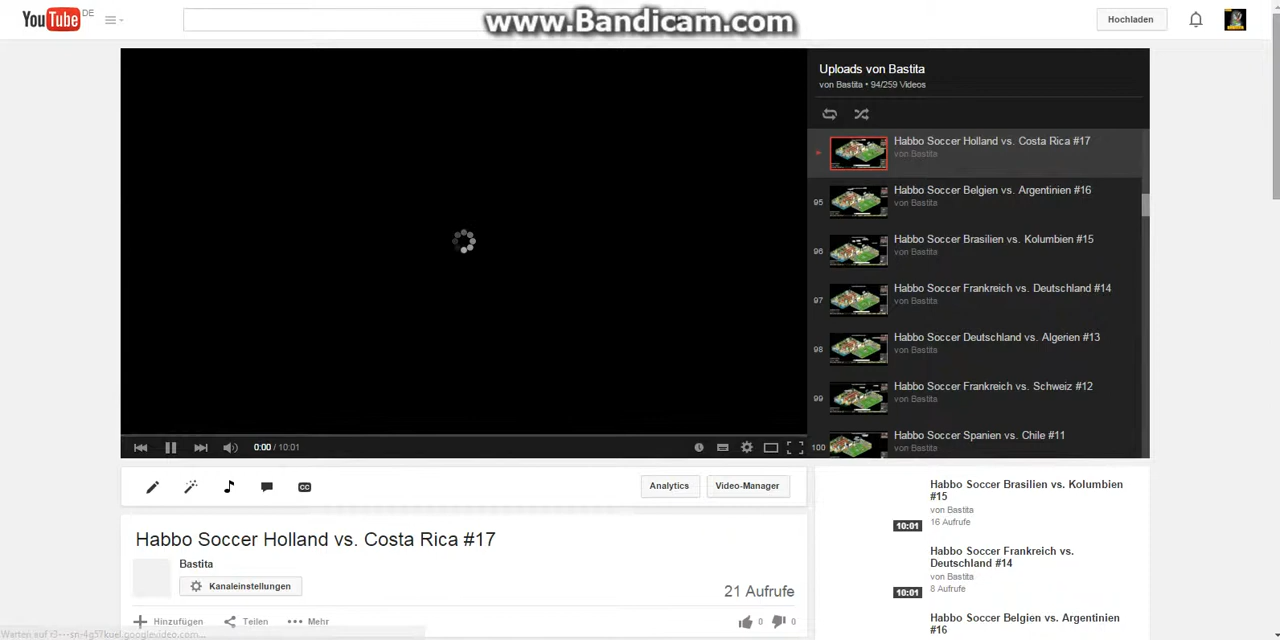 YouTube DE
www.Bandicam.com
Hochladen
Uploads von Bastita
von Bastita • 94/259 Videos
Habbo Soccer Holland vs. Costa Rica #17
von Bastita
95
Habbo Soccer Belgien vs. Argentinien #16
von Bastita
96
Habbo Soccer Brasilien vs. Kolumbien #15
von Bastita
97
Habbo Soccer Frankreich vs. Deutschland #14
von Bastita
98
Habbo Soccer Deutschland vs. Algerien #13
von Bastita
99
Habbo Soccer Frankreich vs. Schweiz #12
von Bastita
100
Habbo Soccer Spanien vs. Chile #11
von Bastita
0:00 / 10:01
CC
Analytics
Video-Manager
Habbo Soccer Holland vs. Costa Rica #17
Bastita
Kanaleinstellungen
21 Aufrufe
Hinzufügen
Teilen
Mehr
0
0
Habbo Soccer Brasilien vs. Kolumbien
#15
von Bastita
16 Aufrufe
10:01
Habbo Soccer Frankreich vs.
Deutschland #14
von Bastita
8 Aufrufe
10:01
Habbo Soccer Belgien vs. Argentinien
#16